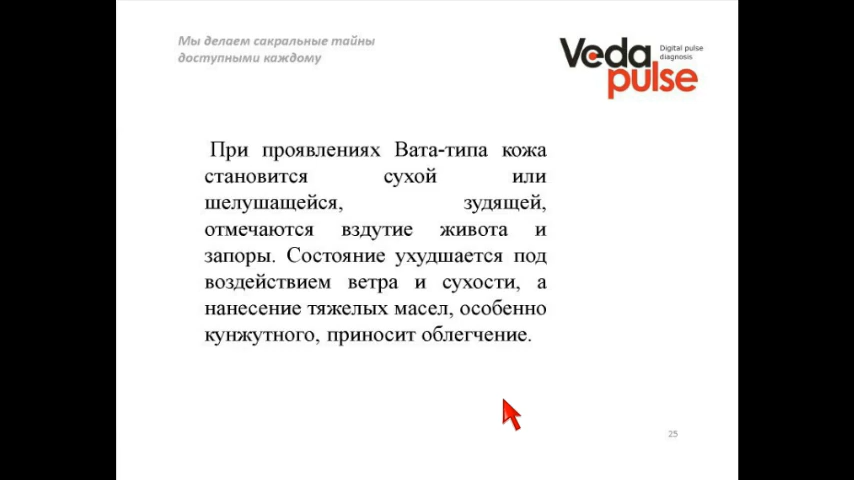 Мы делаем сакральные тайны
доступными каждому
Veda
pulse
Digital pulse
diagnosis
При проявлениях Вата-типа кожа
становится сухой или
шелушащейся, зудящей,
отмечаются вздутие живота и
запоры. Состояние ухудшается под
воздействием ветра и сухости, а
нанесение тяжелых масел, особенно
кунжутного, приносит облегчение.
25